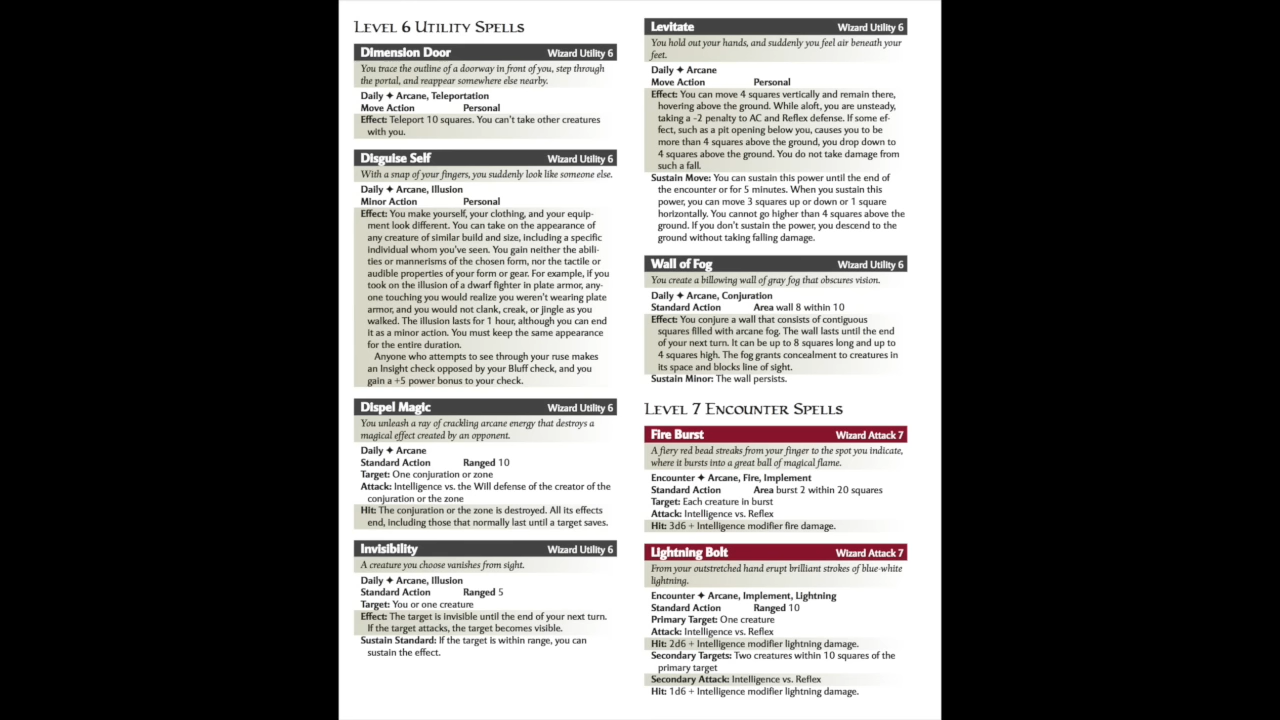 Level 6 Utility Spells
Dimension Door Wizard Utility 6
You trace the outline of a doorway in front of you, step through
the portal, and reappear somewhere else nearby.
Daily ✦ Arcane, Teleportation
Move Action Personal
Effect: Teleport 10 squares. You can't take other creatures
with you.
Disguise Self Wizard Utility 6
With a snap of your fingers, you suddenly look like someone else.
Daily ✦ Arcane, Illusion
Minor Action Personal
Effect: You make yourself, your clothing, and your equip-
ment look different. You can take on the appearance of
any creature of similar build and size, including a specific
individual whom you've seen. You gain neither the abili-
ties or mannerisms of the chosen form, nor the tactile or
audible properties of your form or gear. For example, if you
took on the illusion of a dwarf fighter in plate armor, any-
one touching you would realize you weren't wearing plate
armor, and you would not clank, creak, or jingle as you
walked. The illusion lasts for 1 hour, although you can end
it as a minor action. You must keep the same appearance
for the entire duration.
Anyone who attempts to see through your ruse makes
an Insight check opposed by your Bluff check, and you
gain a +5 power bonus to your check.
Dispel Magic Wizard Utility 6
You unleash a ray of crackling arcane energy that destroys a
magical effect created by an opponent.
Daily ✦ Arcane
Standard Action Ranged 10
Target: One conjuration or zone
Attack: Intelligence vs. the Will defense of the creator of the
conjuration or the zone
Hit: The conjuration or the zone is destroyed. All its effects
end, including those that normally last until a target saves.
Invisibility Wizard Utility 6
A creature you choose vanishes from sight.
Daily ✦ Arcane, Illusion
Standard Action Ranged 5
Target: You or one creature
Effect: The target is invisible until the end of your next turn.
If the target attacks, the target becomes visible.
Sustain Standard: If the target is within range, you can
sustain the effect.
Levitate Wizard Utility 6
You hold out your hands, and suddenly you feel air beneath your
feet.
Daily ✦ Arcane
Move Action Personal
Effect: You can move 4 squares vertically and remain there,
hovering above the ground. While aloft, you are unsteady,
taking a -2 penalty to AC and Reflex defense. If some ef-
fect, such as a pit opening below you, causes you to be
more than 4 squares above the ground, you drop down to
4 squares above the ground. You do not take damage from
such a fall.
Sustain Move: You can sustain this power until the end of
the encounter or for 5 minutes. When you sustain this
power, you can move 3 squares up or down or 1 square
horizontally. You cannot go higher than 4 squares above the
ground. If you don't sustain the power, you descend to the
ground without taking falling damage.
Wall of Fog Wizard Utility 6
You create a billowing wall of gray fog that obscures vision.
Daily ✦ Arcane, Conjuration
Standard Action Area wall 8 within 10
Effect: You conjure a wall that consists of contiguous
squares filled with arcane fog. The wall lasts until the end
of your next turn. It can be up to 8 squares long and up to
4 squares high. The fog grants concealment to creatures in
its space and blocks line of sight.
Sustain Minor: The wall persists.
Level 7 Encounter Spells
Fire Burst Wizard Attack 7
A fiery red bead streaks from your finger to the spot you indicate,
where it bursts into a great ball of magical flame.
Encounter ✦ Arcane, Fire, Implement
Standard Action Area burst 2 within 20 squares
Target: Each creature in burst
Attack: Intelligence vs. Reflex
Hit: 3d6 + Intelligence modifier fire damage.
Lightning Bolt Wizard Attack 7
From your outstretched hand erupt brilliant strokes of blue-white
lightning.
Encounter ✦ Arcane, Implement, Lightning
Standard Action Ranged 10
Primary Target: One creature
Attack: Intelligence vs. Reflex
Hit: 2d6 + Intelligence modifier lightning damage.
Secondary Targets: Two creatures within 10 squares of the
primary target
Secondary Attack: Intelligence vs. Reflex
Hit: 1d6 + Intelligence modifier lightning damage.